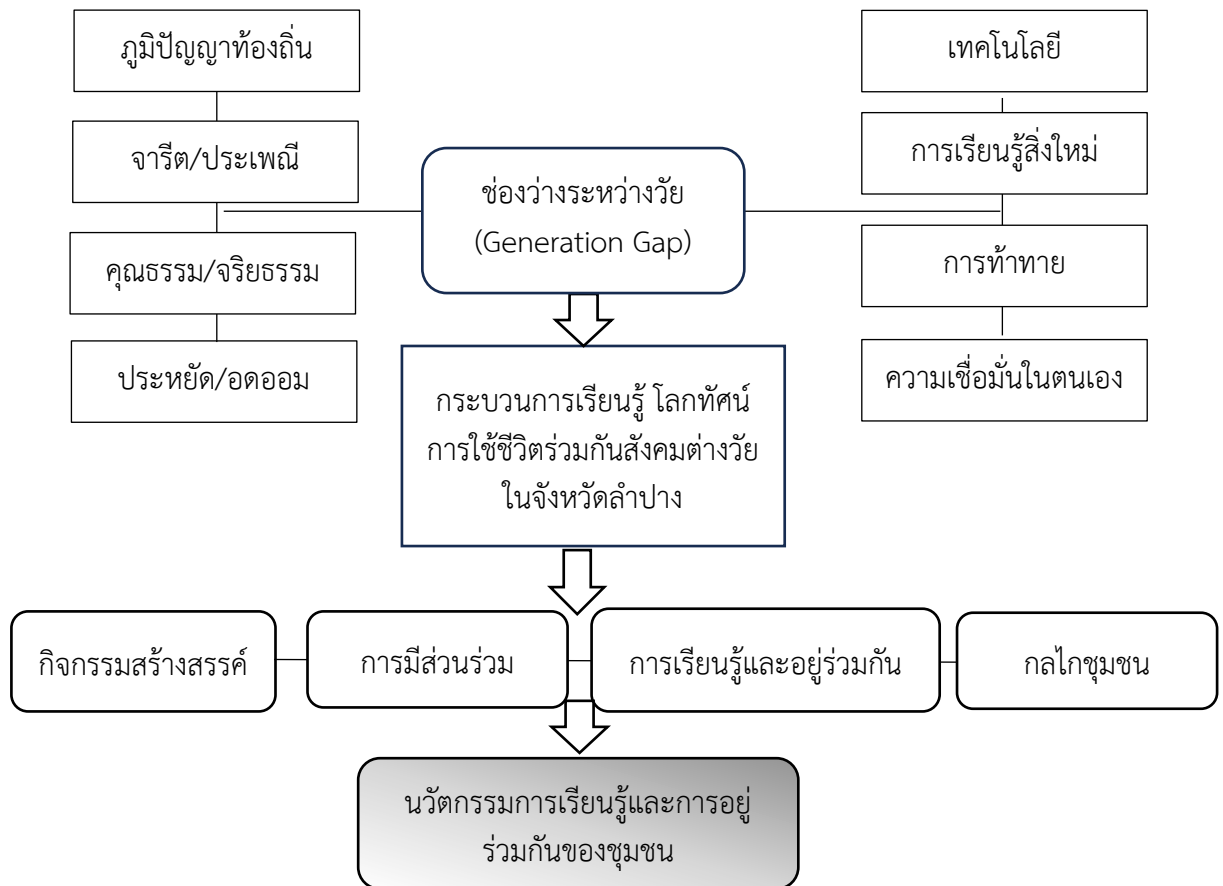 ภูมิปัญญาท้องถิ่น
เทคโนโลยี
จารีต/ประเพณี
การเรียนรู้สิ่งใหม่
ช่องว่างระหว่างวัย
(Generation Gap)
คุณธรรม/จริยธรรม
การท้าทาย
ประหยัด/อดออม
ความเชื่อมั่นในตนเอง
กระบวนการเรียนรู้ โลกทัศน์
การใช้ชีวิตร่วมกันสังคมต่างวัย
ในจังหวัดลำปาง
กิจกรรมสร้างสรรค์
การมีส่วนร่วม
การเรียนรู้และอยู่ร่วมกัน
กลไกชุมชน
นวัตกรรมการเรียนรู้และการอยู่
ร่วมกันของชุมชน